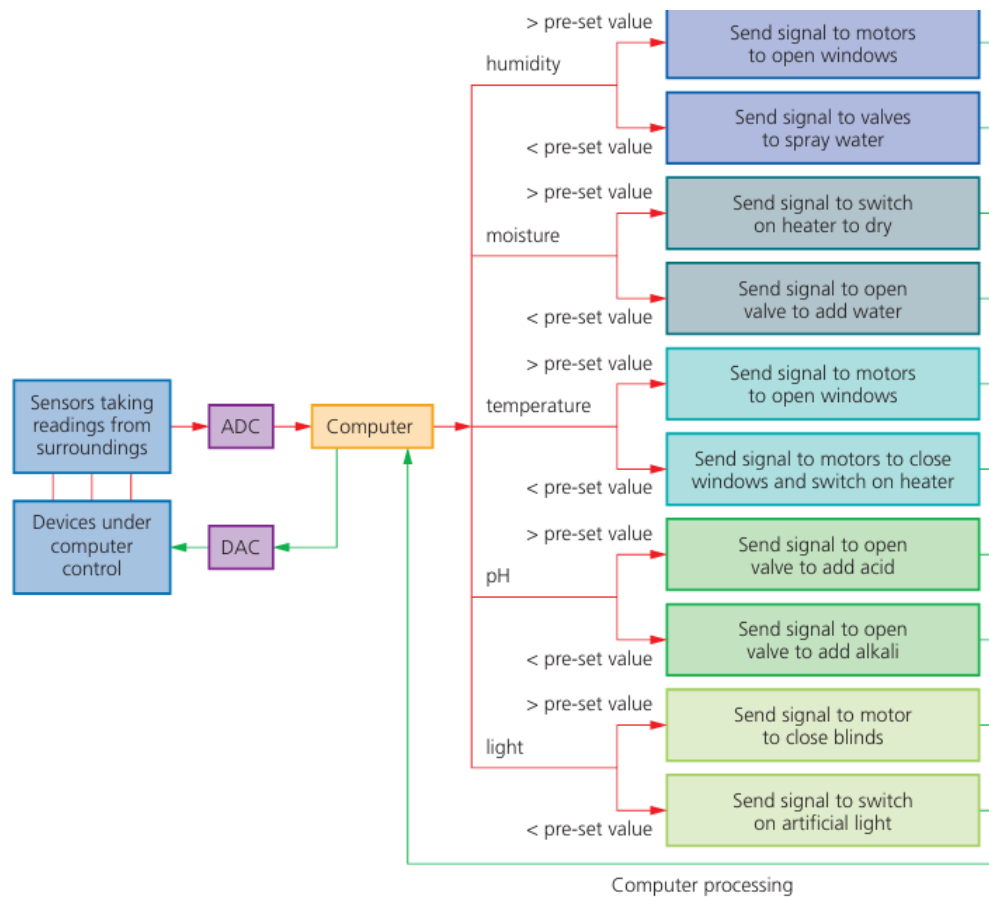 > pre-set value
Send signal to motors
to open windows
humidity
Send signal to valves
to spray water
< pre-set value
> pre-set value
Send signal to switch
on heater to dry
moisture
Send signal to open
valve to add water
< pre-set value
> pre-set value
Send signal to motors
to open windows
Sensors taking
readings from
surroundings
ADC
Computer
temperature
Send signal to motors to close
windows and switch on heater
< pre-set value
Devices under
computer
control
DAC
> pre-set value
Send signal to open
valve to add acid
pH
Send signal to open
valve to add alkali
< pre-set value
> pre-set value
Send signal to motor
to close blinds
light
Send signal to switch
on artificial light
< pre-set value
Computer processing